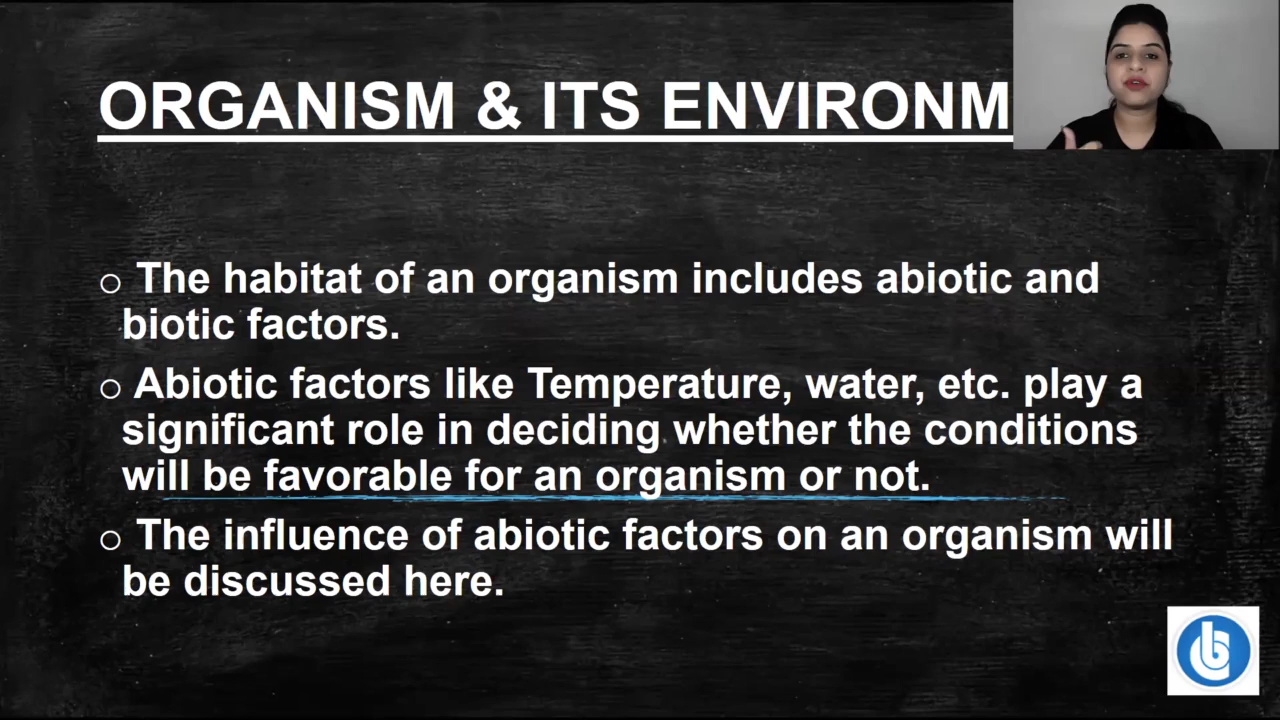 ORGANISM & ITS ENVIRONM
o The habitat of an organism includes abiotic and
biotic factors.
o Abiotic factors like Temperature, water, etc. play a
significant role in deciding whether the conditions
will be favorable for an organism or not.
o The influence of abiotic factors on an organism will
be discussed here.